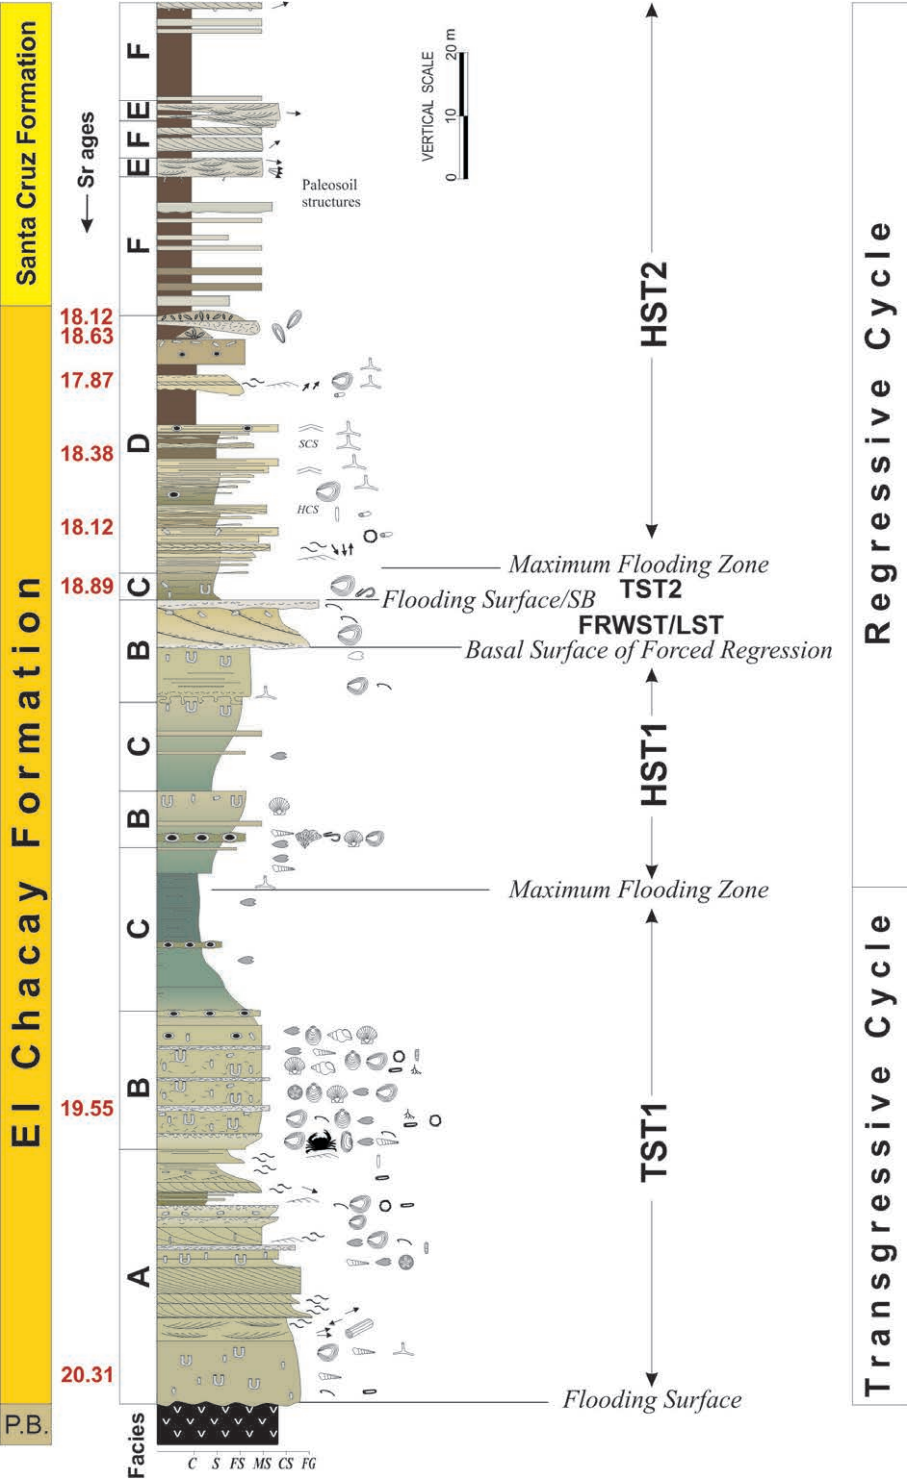 Santa Cruz Formation
El Chacay Formation
P.B.
Sr ages
18.12
18.63
17.87
18.38
18.12
18.89
19.55
20.31
F
E
F
E
F
D
C
B
C
B
C
B
A
Facies
C S FS MS CS FG
Paleosoil
structures
SCS
HCS
VERTICAL SCALE
0 10 20 m
HST2
Maximum Flooding Zone
TST2
Flooding Surface/SB
FRWST/LST
Basal Surface of Forced Regression
HST1
Maximum Flooding Zone
TST1
Flooding Surface
Regressive Cycle
Transgressive Cycle